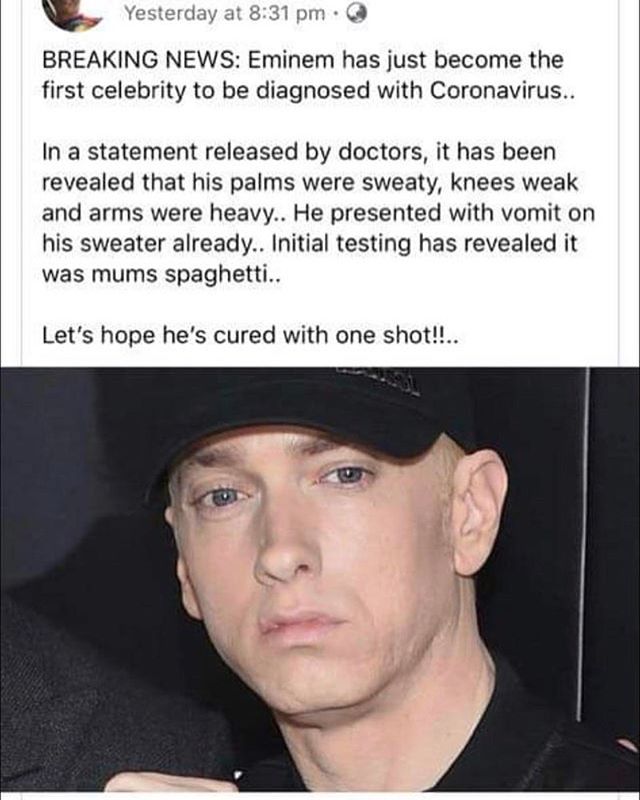 Yesterday at 8:31 pm ·
BREAKING NEWS: Eminem has just become the
first celebrity to be diagnosed with Coronavirus..
In a statement released by doctors, it has been
revealed that his palms were sweaty, knees weak
and arms were heavy.. He presented with vomit on
his sweater already.. Initial testing has revealed it
was mums spaghetti..
Let's hope he's cured with one shot!!..